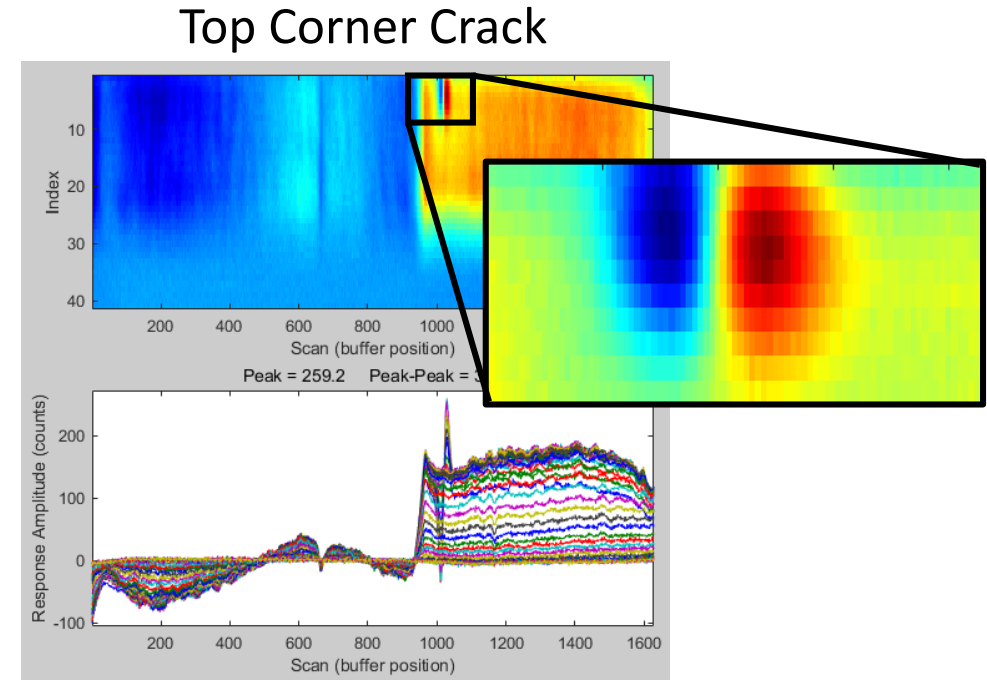 Top Corner Crack
10
20
30
40
Index
200 400 600 800 1000
Scan (buffer position)
Peak = 259.2 Peak-Peak =
200
100
0
-100
Response Amplitude (counts)
200 400 600 800 1000 1200 1400 1600
Scan (buffer position)